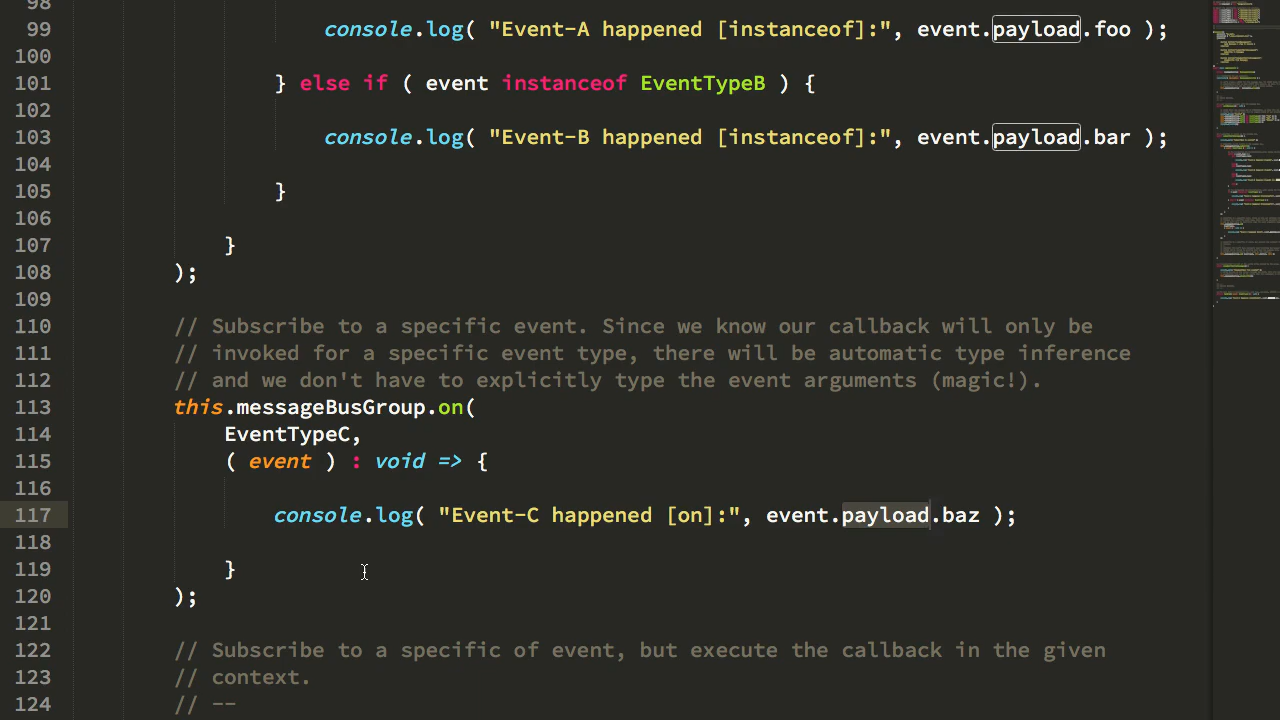 98
99 console.log( "Event-A happened [instanceof]:", event.payload.foo );
100
101 } else if ( event instanceof EventTypeB ) {
102
103 console.log( "Event-B happened [instanceof]:", event.payload.bar );
104
105 }
106
107 }
108 );
109
110 // Subscribe to a specific event. Since we know our callback will only be
111 // invoked for a specific event type, there will be automatic type inference
112 // and we don't have to explicitly type the event arguments (magic!).
113 this.messageBusGroup.on(
114 EventTypeC,
115 ( event ) : void => {
116
117 console.log( "Event-C happened [on]:", event.payload.baz );
118
119 }
120 );
121
122 // Subscribe to a specific of event, but execute the callback in the given
123 // context.
124 // --